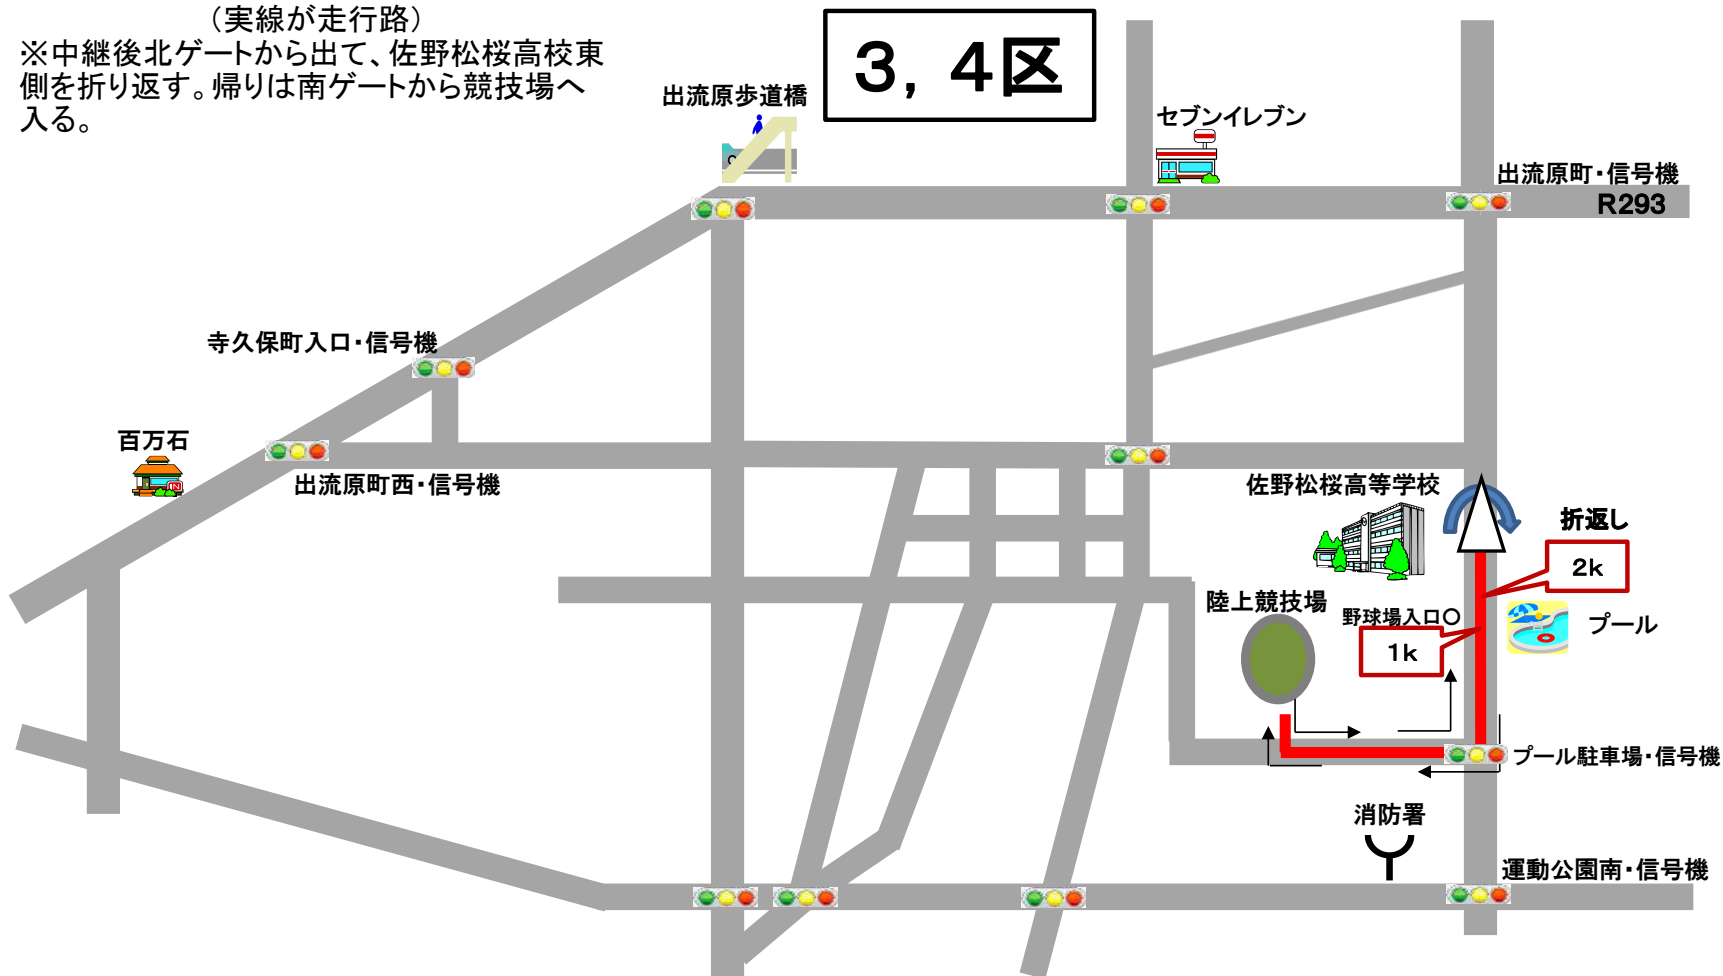 （実線が走行路）
※中継後北ゲートから出て、佐野松桜高校東
側を折り返す。帰りは南ゲートから競技場へ
入る。
３，４区
出流原歩道橋
セブンイレブン
出流原町・信号機
R293
寺久保町入口・信号機
百万石
出流原町西・信号機
佐野松桜高等学校
折返し
2k
陸上競技場
野球場入口〇
プール
1k
プール駐車場・信号機
消防署
運動公園南・信号機